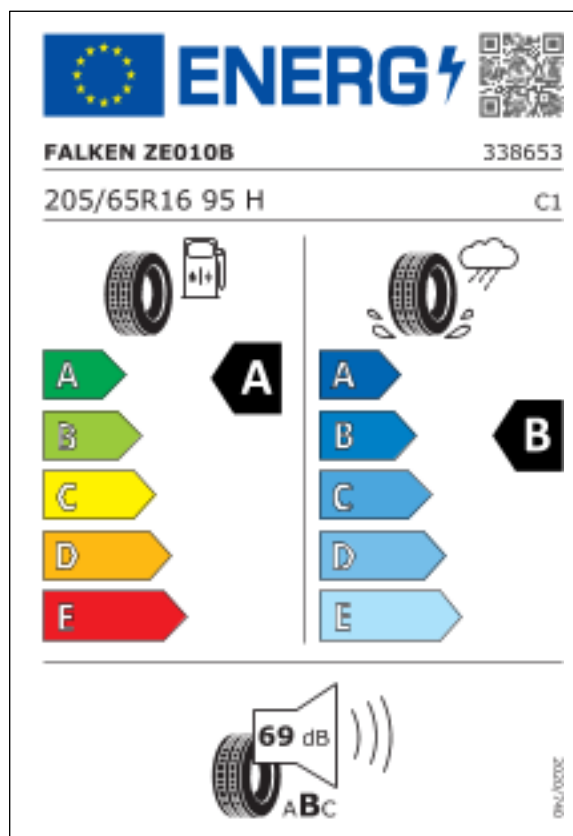 ENERG
FALKEN ZE010B 338653
205/65R16 95 H C1
A A A
B B B
C C
D D
E E
69 dB
ABC
2020/740